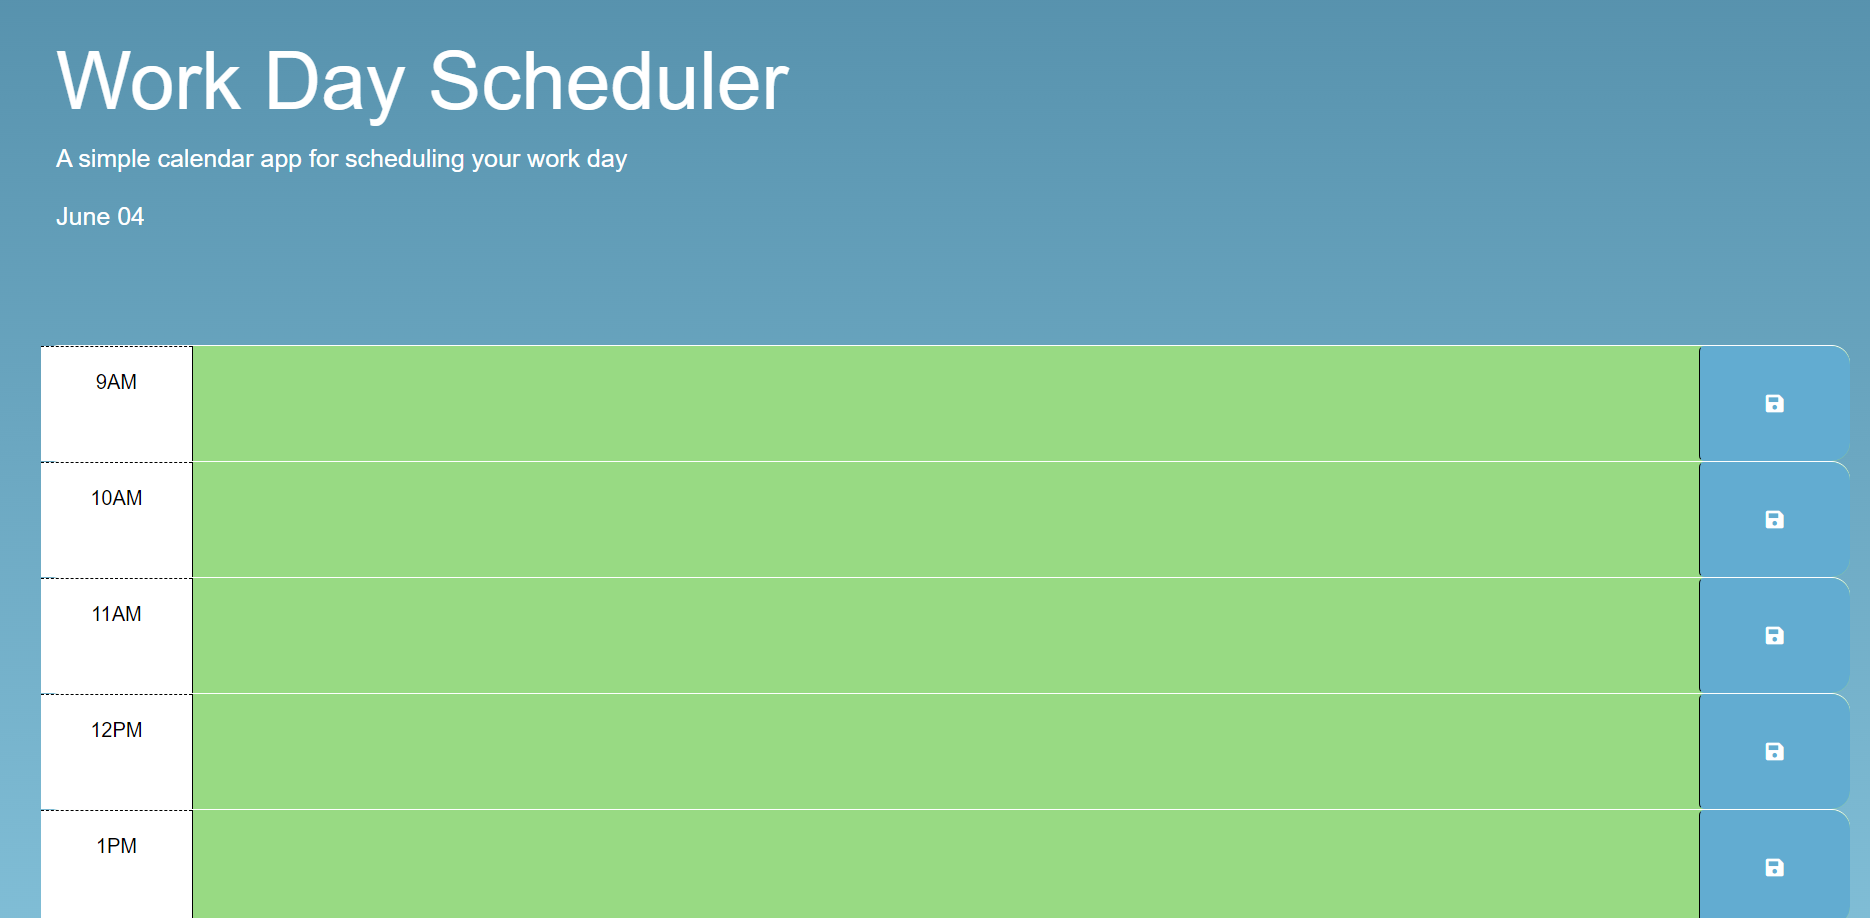 Work Day Scheduler
A simple calendar app for scheduling your work day
June 04
9AM
10AM
11AM
12PM
1PM